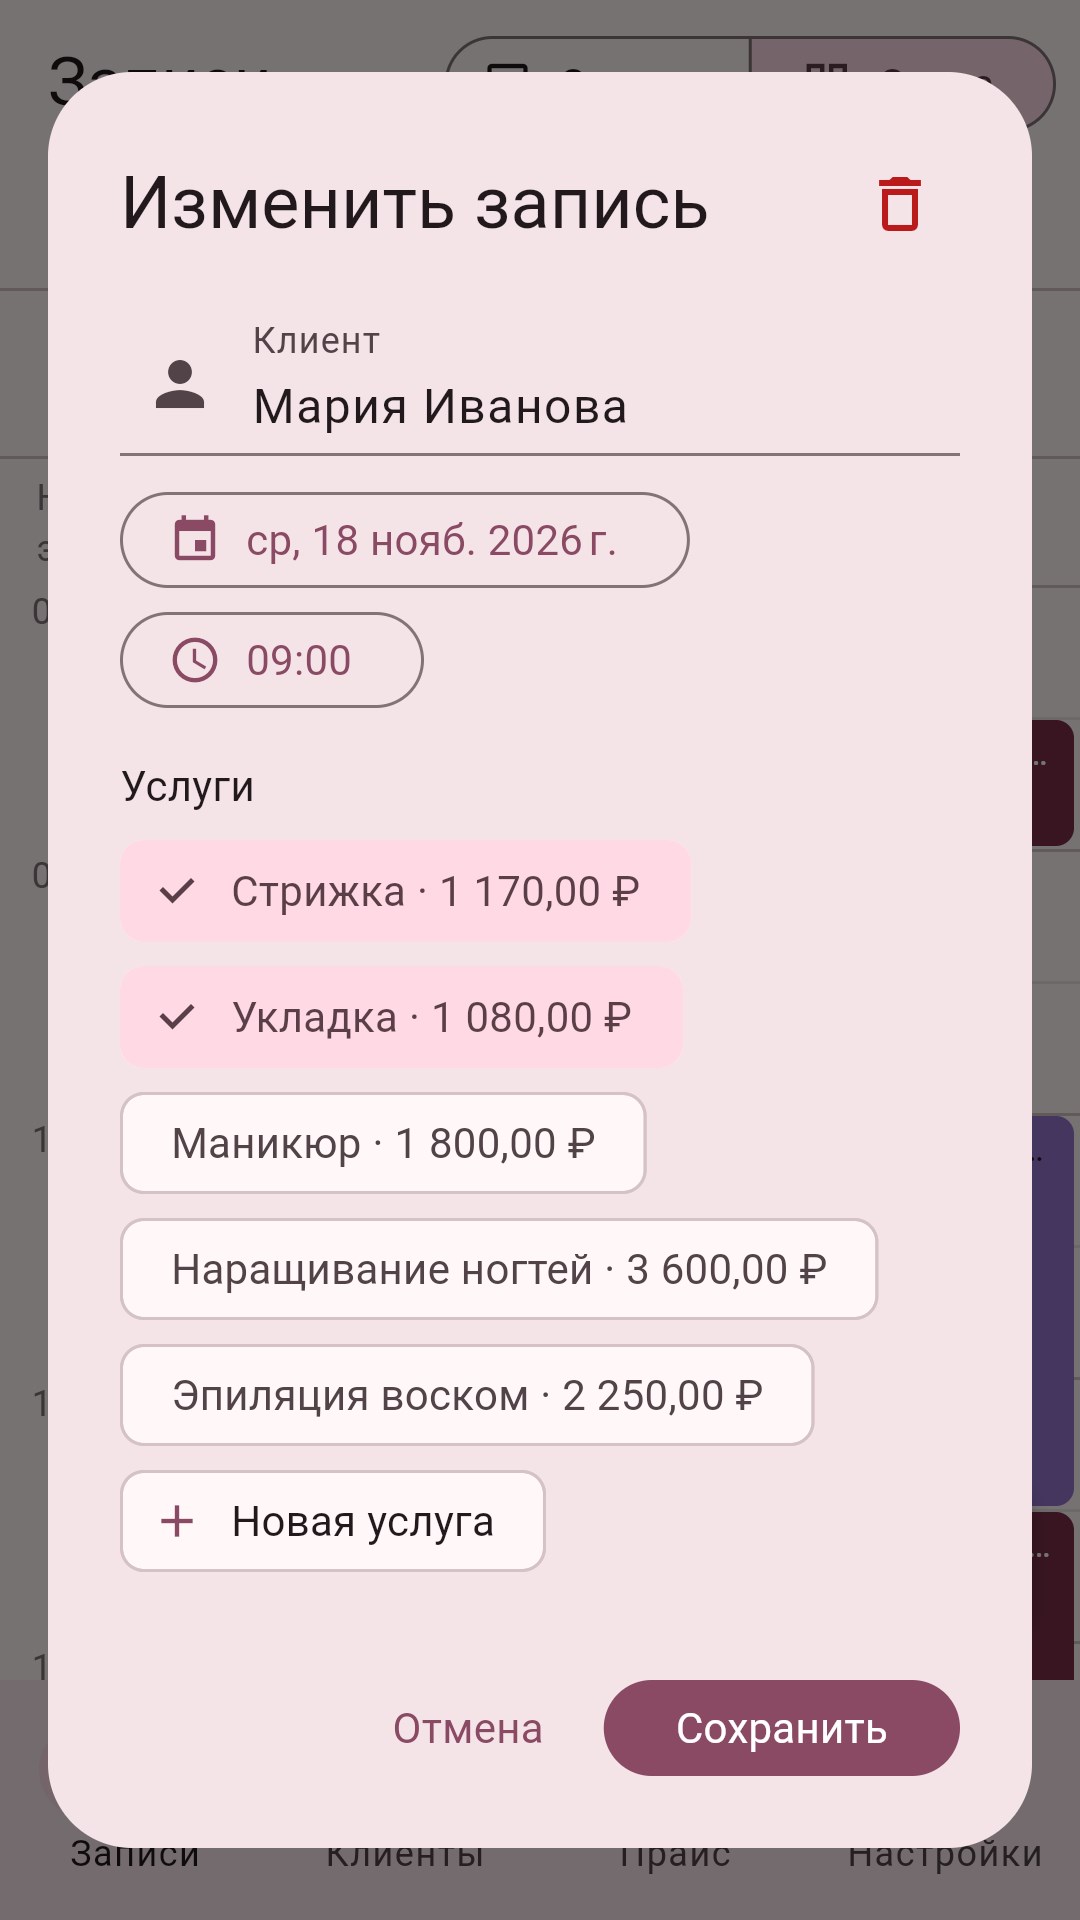 Изменить запись
Клиент
Мария Иванова
ср, 18 нояб. 2026 г.
09:00
Услуги
Стрижка · 1 170,00 ₽
Укладка · 1 080,00 ₽
Маникюр · 1 800,00 ₽
Наращивание ногтей · 3 600,00 ₽
Эпиляция воском · 2 250,00 ₽
Новая услуга
Отмена
Сохранить
Записи
Клиенты
Прайс
Настройки